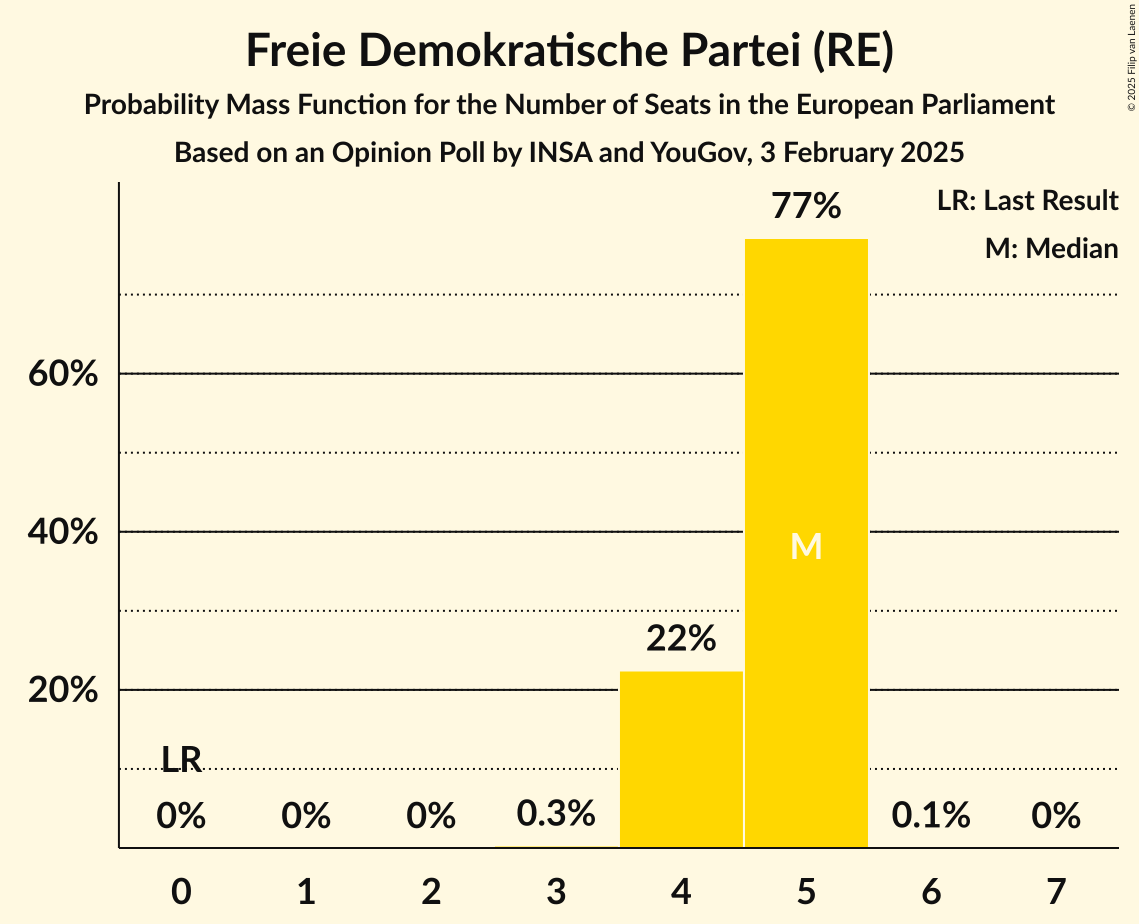 Freie Demokratische Partei (RE)
Probability Mass Function for the Number of Seats in the European Parliament
Based on an Opinion Poll by INSA and YouGov, 3 February 2025
© 2025 Filip van Laenen
LR: Last Result
M: Median
77%
60%
40%
M
22%
20%
LR
0% 0% 0% 0.3% 0.1% 0%
0 1 2 3 4 5 6 7